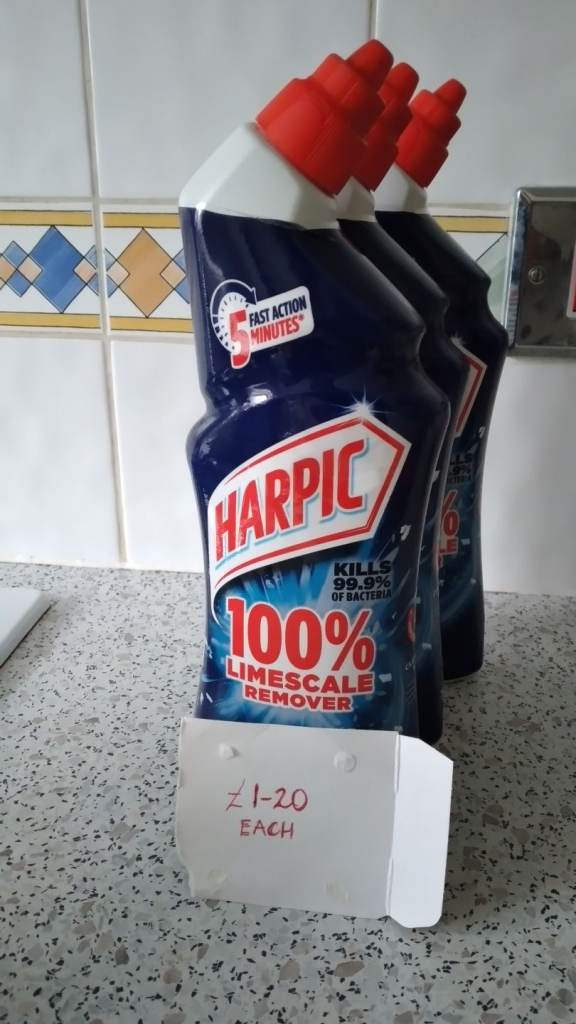 5 FAST ACTION
MINUTES*
HARPIC
KILLS
99.9%
OF BACTERIA
100%
LIMESCALE
REMOVER
£1-20
EACH